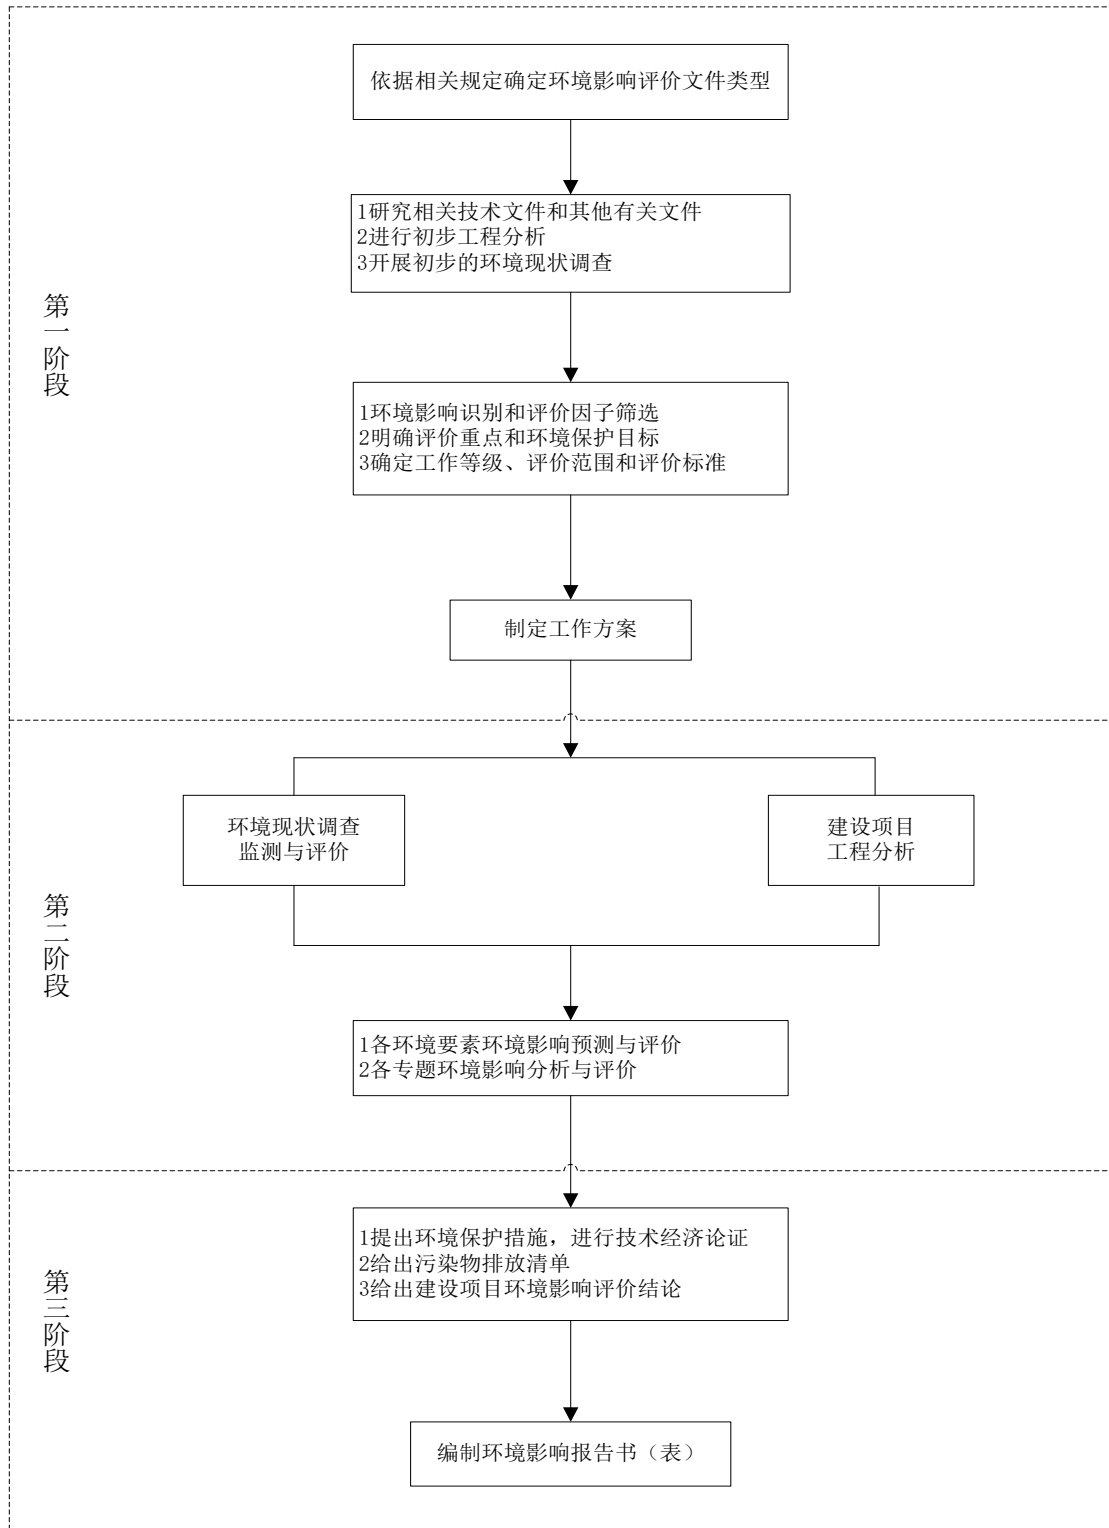 依据相关规定确定环境影响评价文件类型
1研究相关技术文件和其他有关文件
2进行初步工程分析
3开展初步的环境现状调查
第一阶段
1环境影响识别和评价因子筛选
2明确评价重点和环境保护目标
3确定工作等级、评价范围和评价标准
制定工作方案
环境现状调查
监测与评价
建设项目
工程分析
第二阶段
1各环境要素环境影响预测与评价
2各专题环境影响分析与评价
1提出环境保护措施，进行技术经济论证
2给出污染物排放清单
3给出建设项目环境影响评价结论
第三阶段
编制环境影响报告书（表）